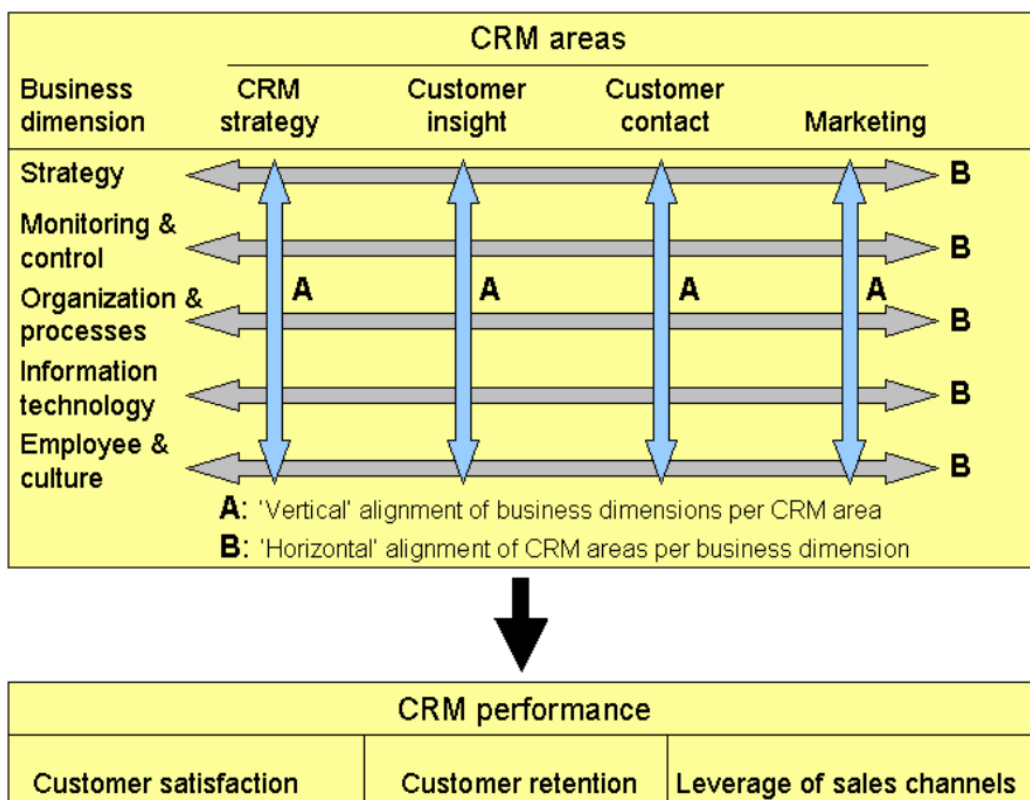 CRM areas
Business dimension
CRM strategy
Customer insight
Customer contact
Marketing
Strategy
B
Monitoring & control
B
A
A
A
A
Organization & processes
B
Information technology
B
Employee & culture
B
A: 'Vertical' alignment of business dimensions per CRM area
B: 'Horizontal' alignment of CRM areas per business dimension
CRM performance
Customer satisfaction
Customer retention
Leverage of sales channels